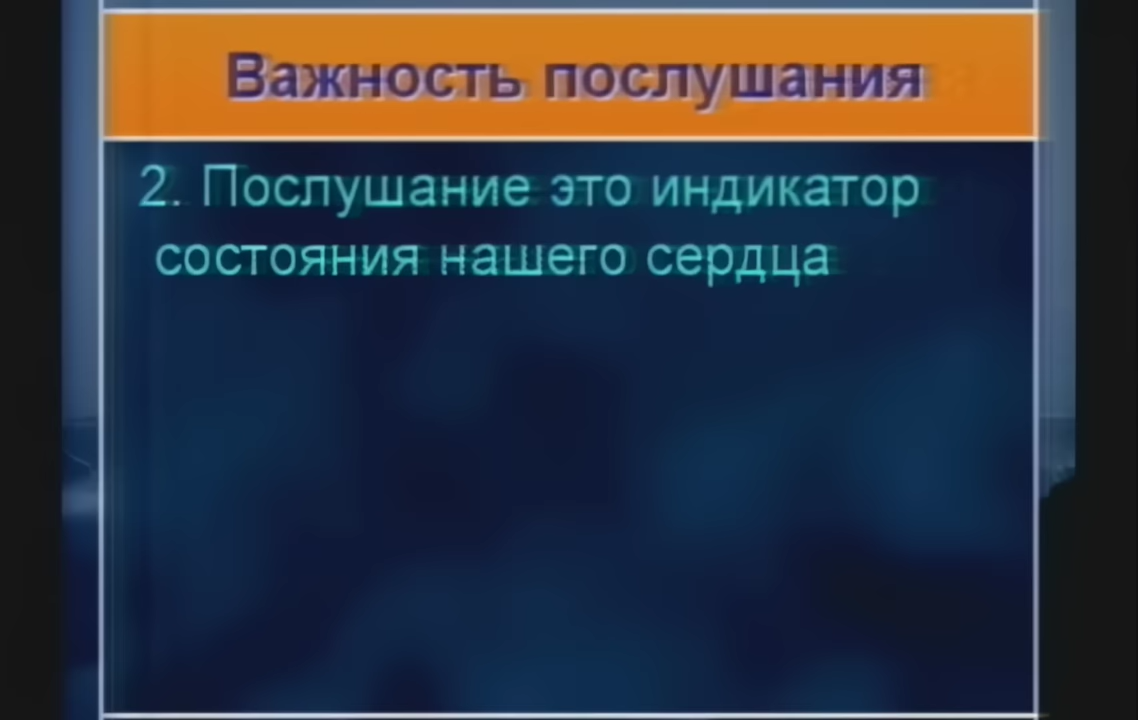 Важность послушания
2. Послушание это индикатор
состояния нашего сердца